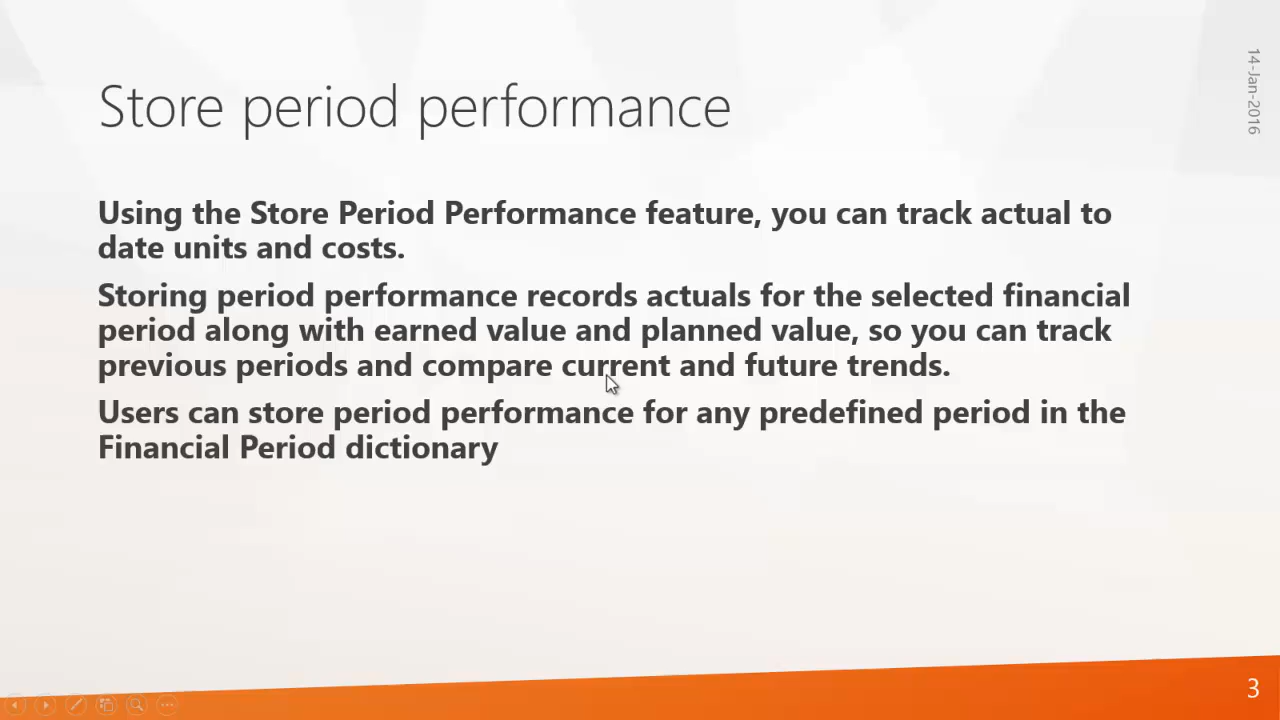 14-Jan-2016
Store period performance
Using the Store Period Performance feature, you can track actual to
date units and costs.
Storing period performance records actuals for the selected financial
period along with earned value and planned value, so you can track
previous periods and compare current and future trends.
Users can store period performance for any predefined period in the
Financial Period dictionary
3